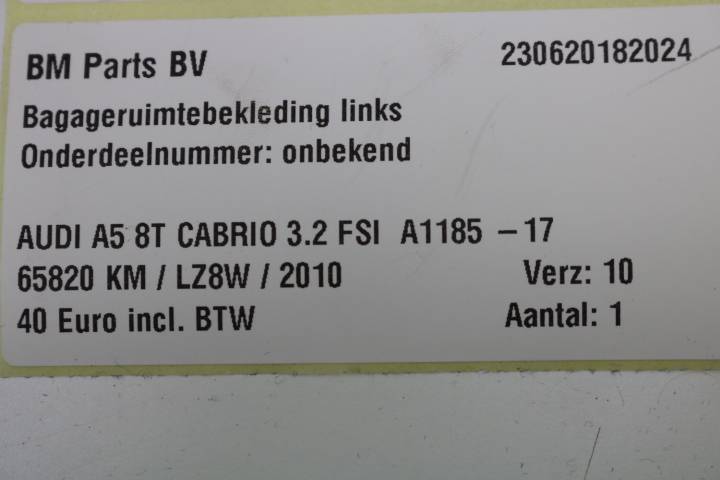 BM Parts BV 230620182024
Bagageruimtebekleding links
Onderdeelnummer: onbekend
AUDI A5 8T CABRIO 3.2 FSI A1185 – 17
65820 KM / LZ8W / 2010 Verz: 10
40 Euro incl. BTW Aantal: 1